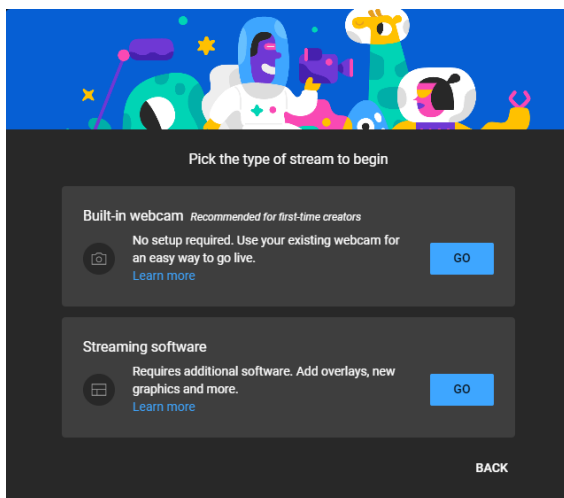 Pick the type of stream to begin
Built-in webcam Recommended for first-time creators
No setup required. Use your existing webcam for
an easy way to go live.
Learn more
GO
Streaming software
Requires additional software. Add overlays, new
graphics and more.
Learn more
GO
BACK